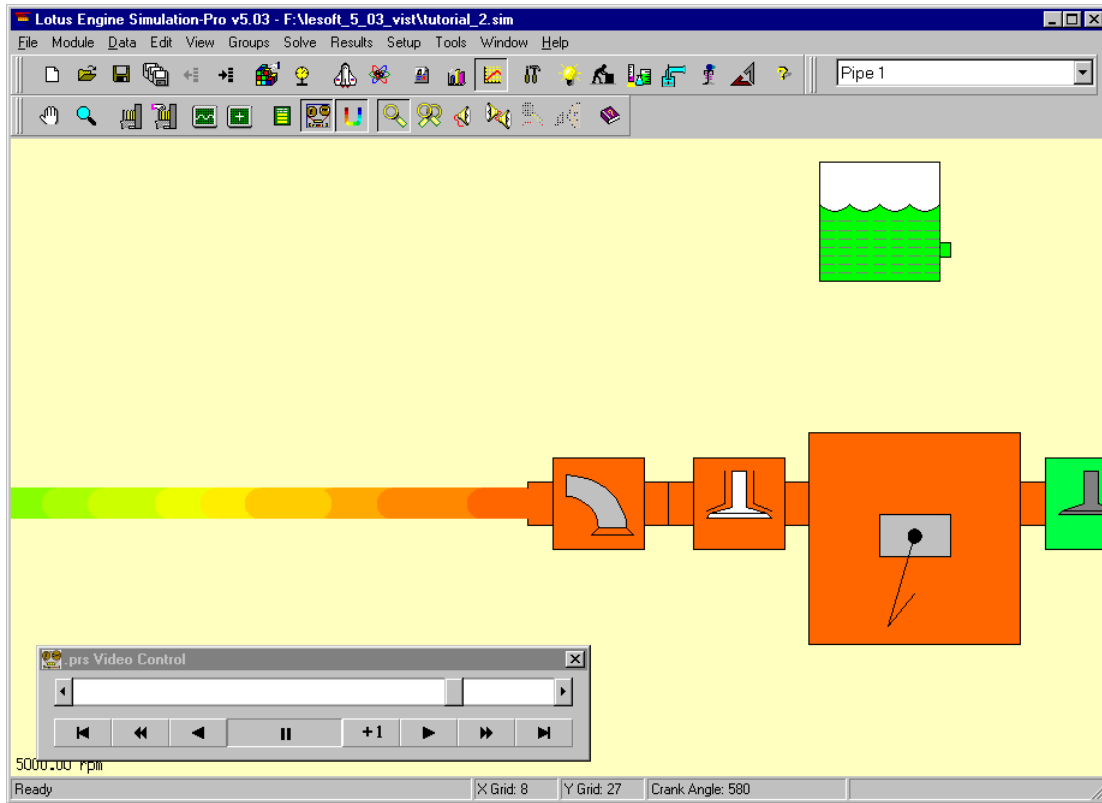 Lotus Engine Simulation-Pro v5.03 - F:\lesoft_5_03_vist\tutorial_2.sim
File Module Data Edit View Groups Solve Results Setup Tools Window Help
Pipe 1
.prs Video Control
+1
5000.00 rpm
Ready X Grid: 8 Y Grid: 27 Crank Angle: 580